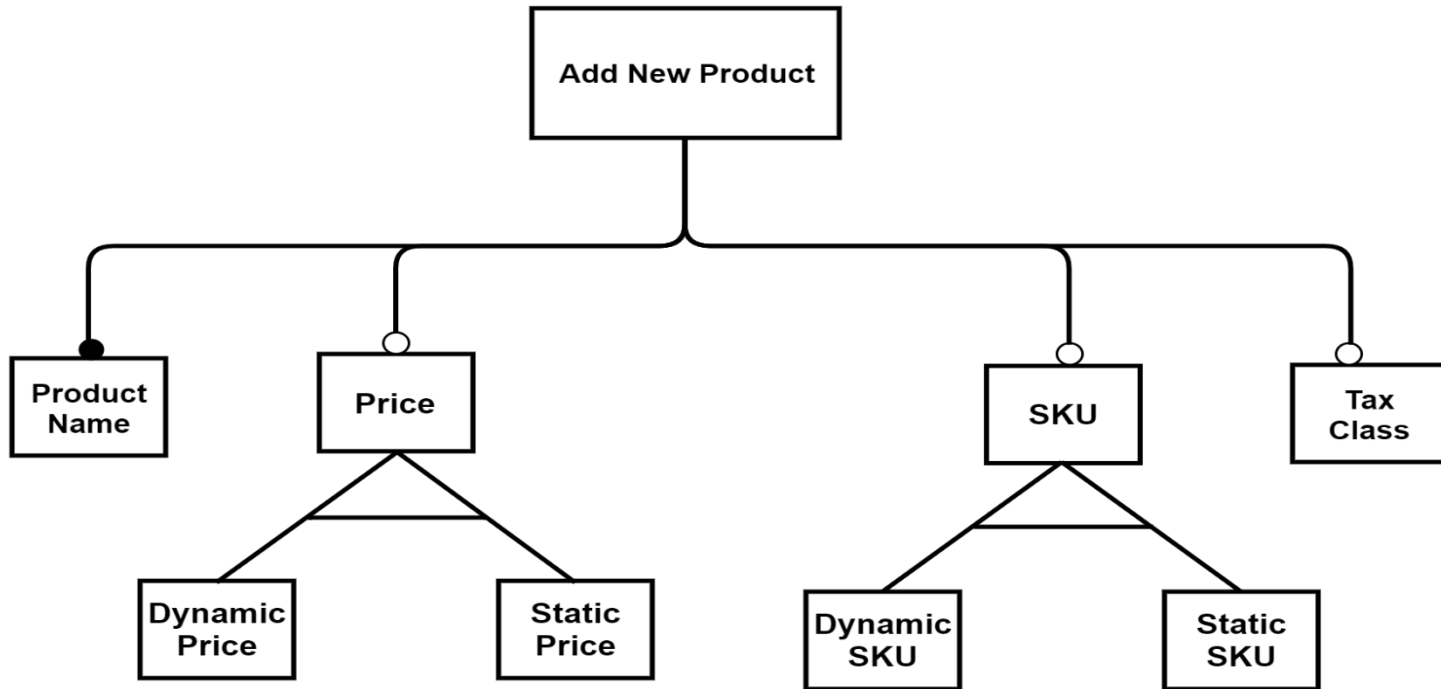 Add New Product
Product
Name
Price
SKU
Tax
Class
Dynamic
Price
Static
Price
Dynamic
SKU
Static
SKU